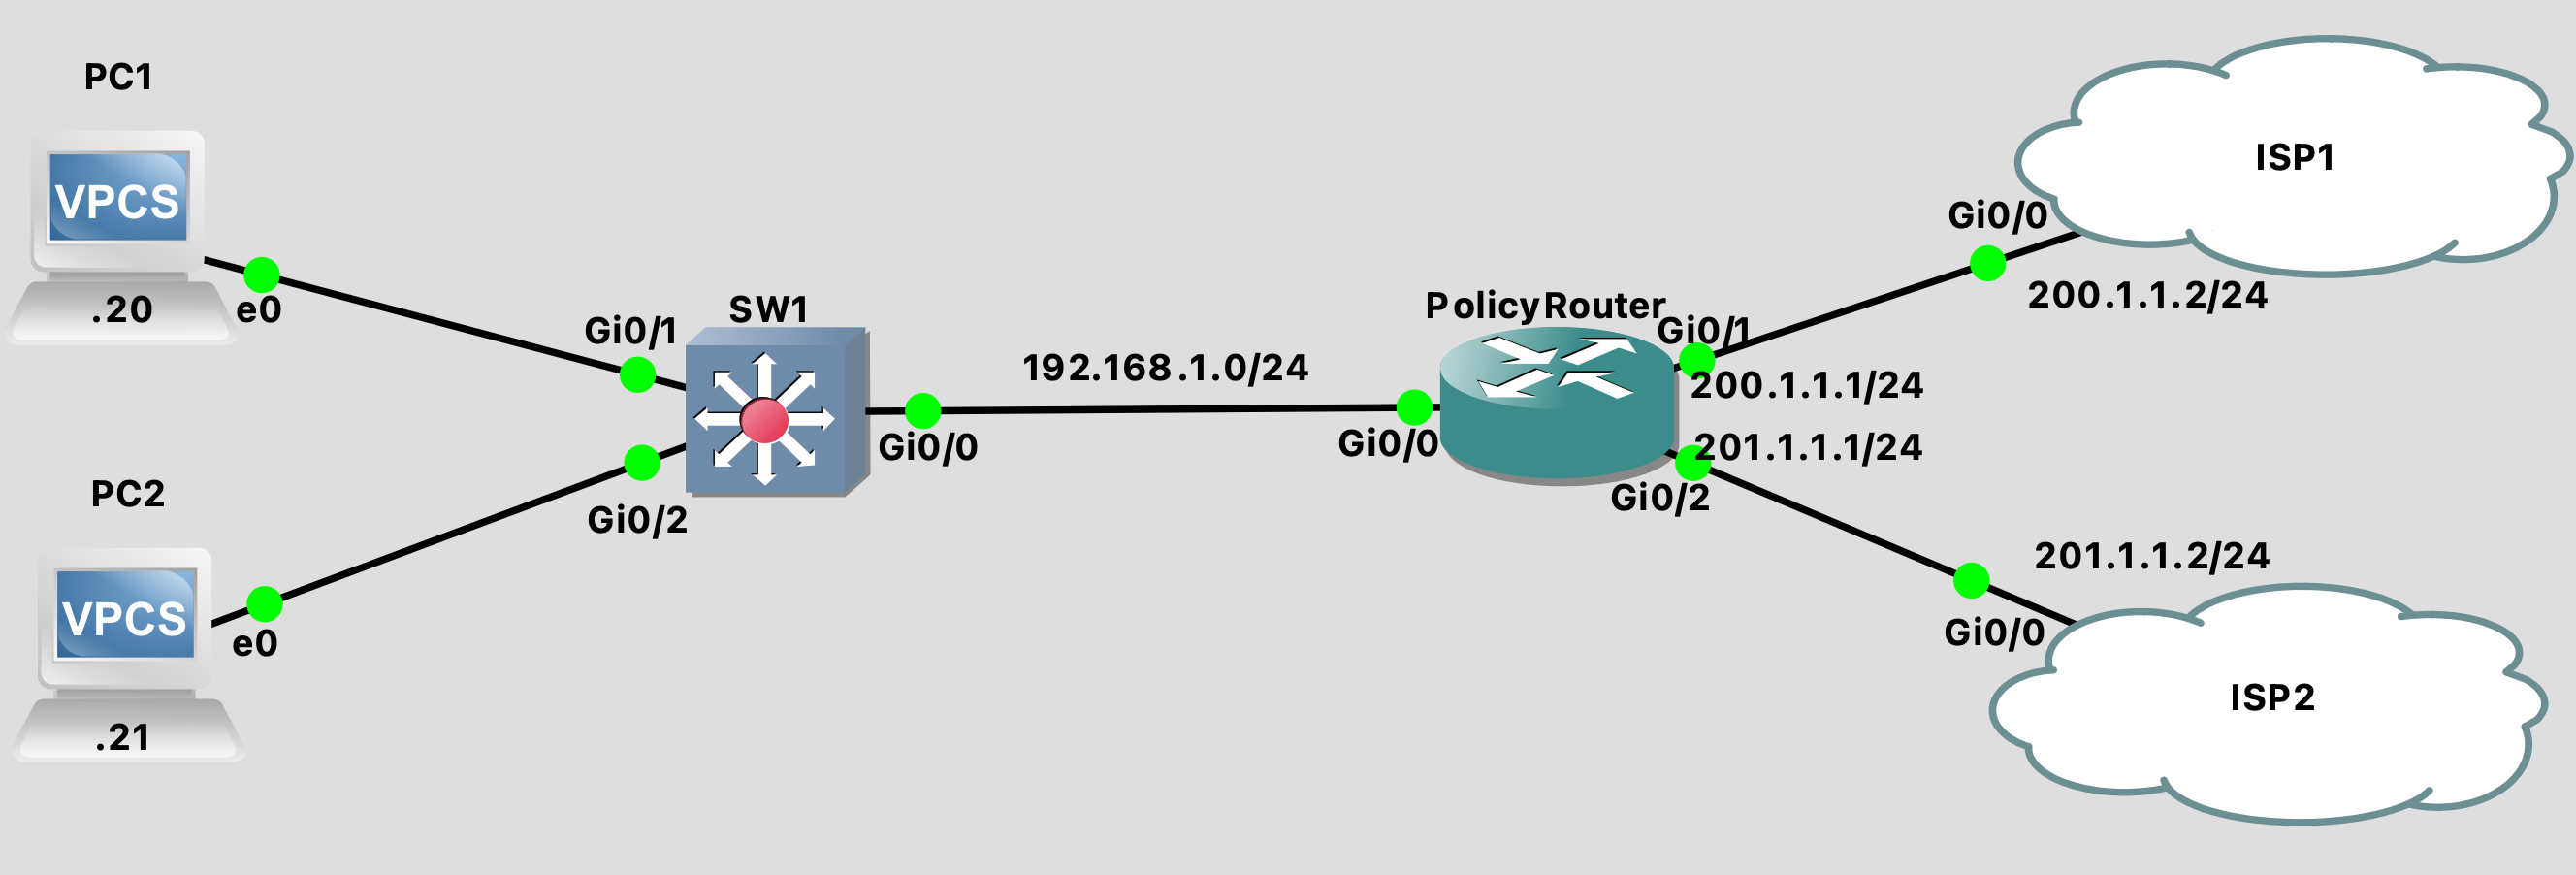 PC1
VPCS
.20
e0
Gi0/1
SW1
Gi0/0
192.168.1.0/24
Gi0/0
PolicyRouter
Gi0/1
200.1.1.1/24
201.1.1.1/24
Gi0/2
Gi0/0
ISP1
200.1.1.2/24
PC2
VPCS
.21
e0
Gi0/2
201.1.1.2/24
Gi0/0
ISP2